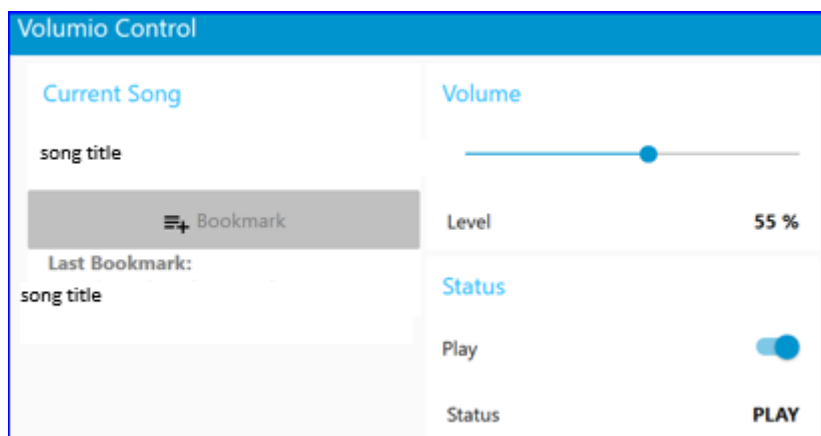 Volumio Control
Current Song
song title
Bookmark
Last Bookmark:
song title
Volume
Level 55 %
Status
Play
Status PLAY